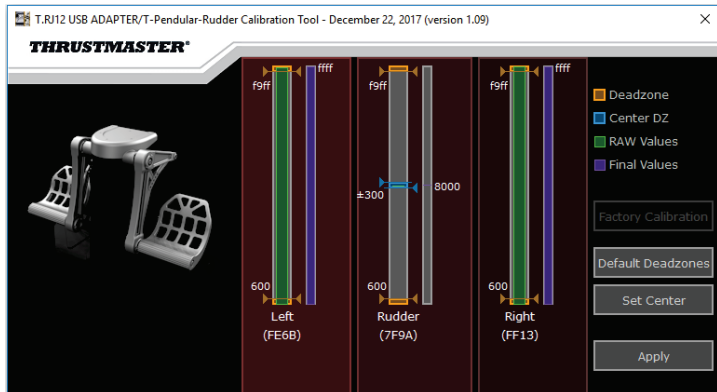 T.RJ12 USB ADAPTER/T-Pendular-Rudder Calibration Tool - December 22, 2017 (version 1.09)
THRUSTMASTER®
ffff
f9ff
600
Left
(FE6B)
f9ff
±300
8000
600
Rudder
(7F9A)
ffff
f9ff
600
Right
(FF13)
Deadzone
Center DZ
RAW Values
Final Values
Factory Calibration
Default Deadzones
Set Center
Apply